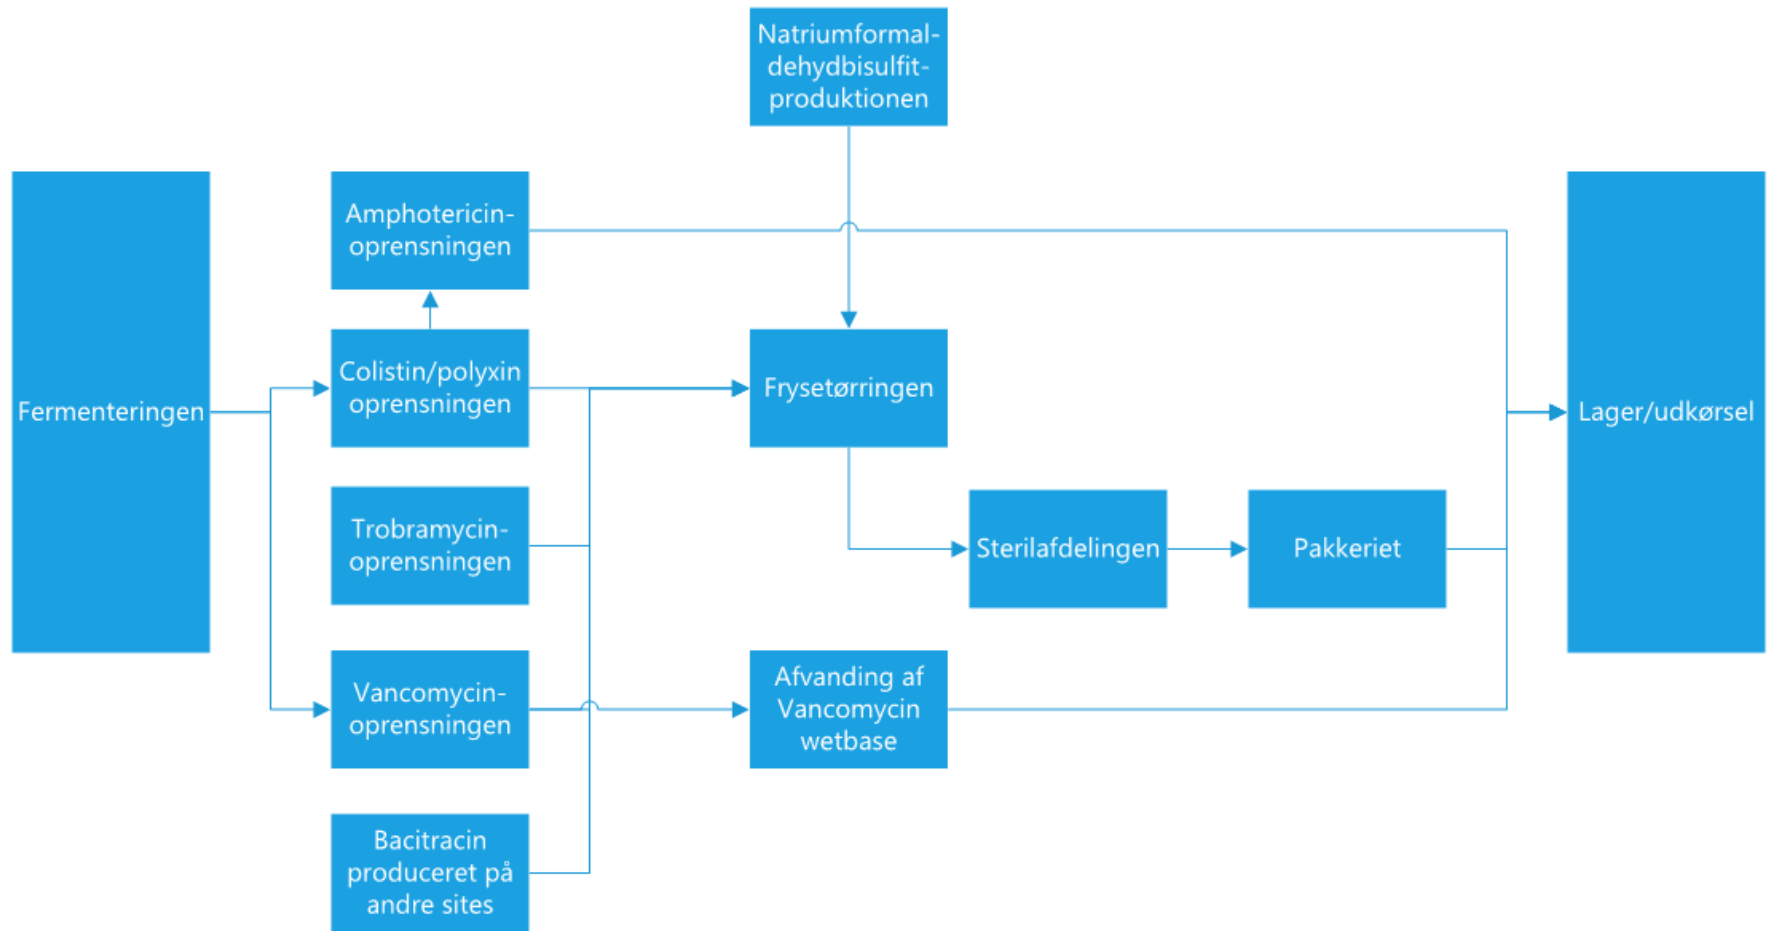 Natriumformal-
dehydbisulfit-
produktionen
Fermenteringen
Amphotericin-
oprensningen
Colistin/polyxin
oprensningen
Trobramycin-
oprensningen
Vancomycin-
oprensningen
Bacitracin
produceret på
andre sites
Frysetørringen
Sterilafdelingen
Pakkeriet
Afvanding af
Vancomycin
wetbase
Lager/udkørsel